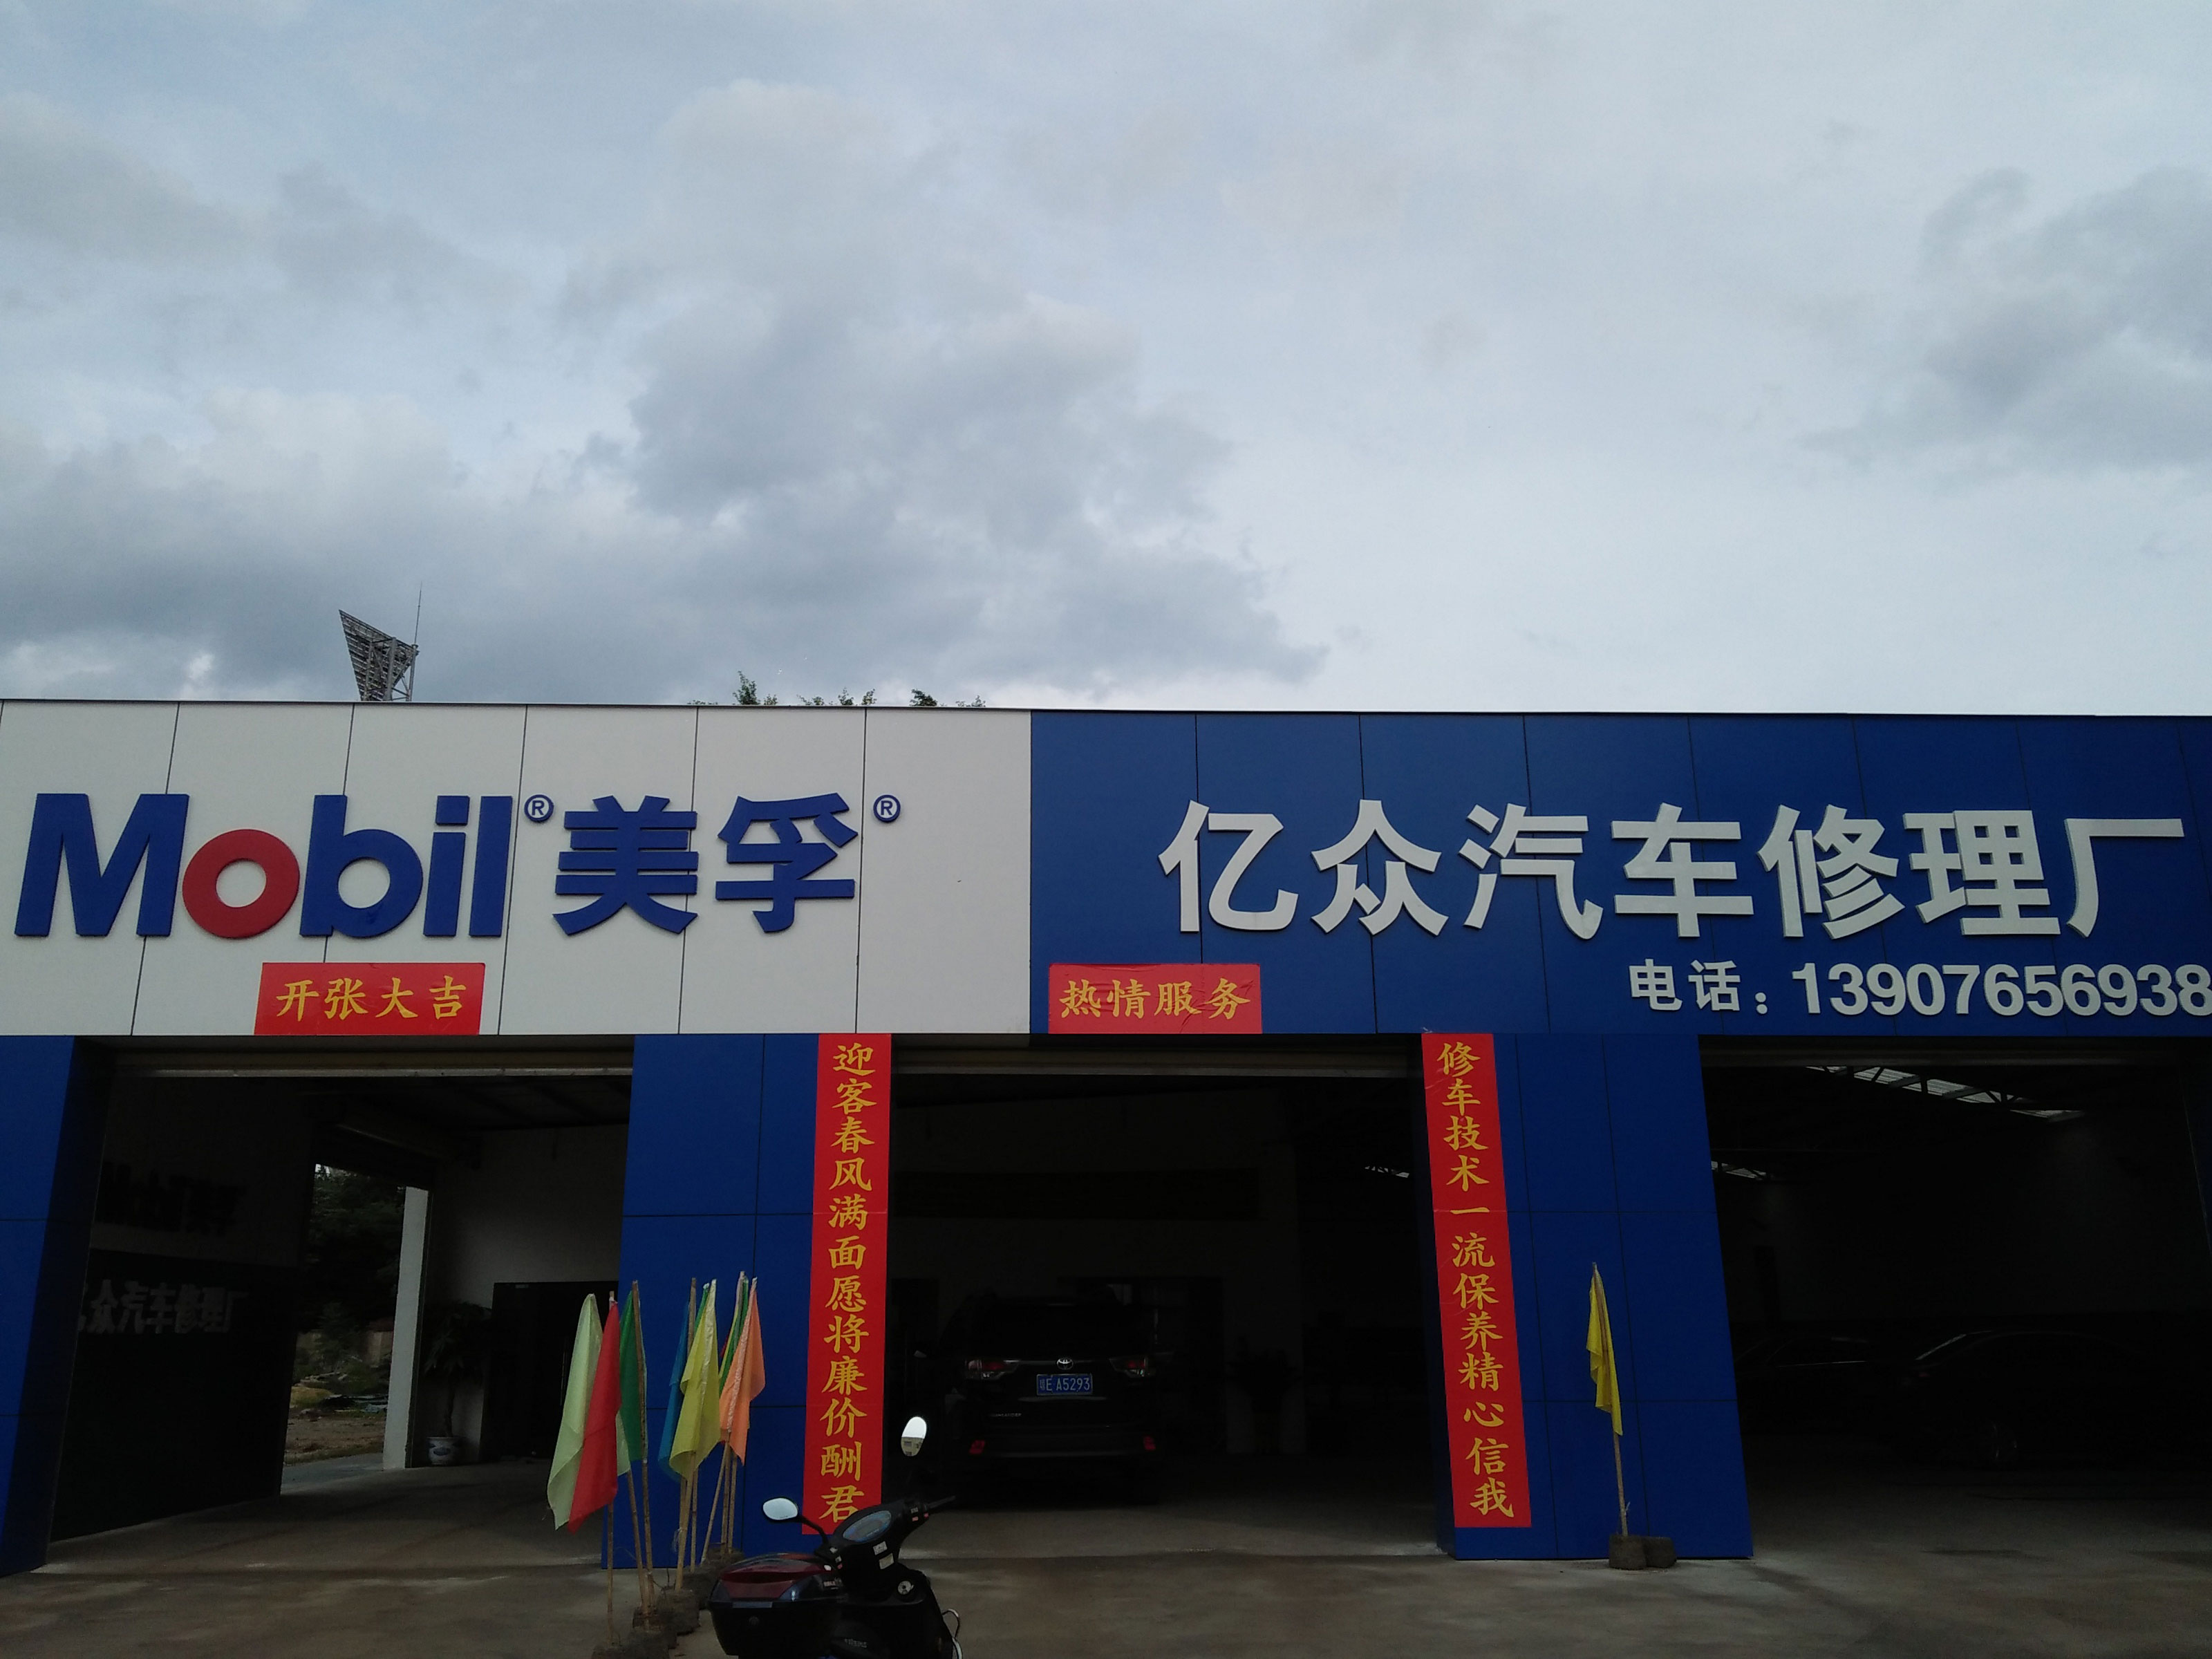 Mobil®美孚®
亿众汽车修理厂
电话：13907656938
开张大吉
热情服务
迎客春风满面愿将廉价酬君
修车技术一流保养精心信我
E A5293